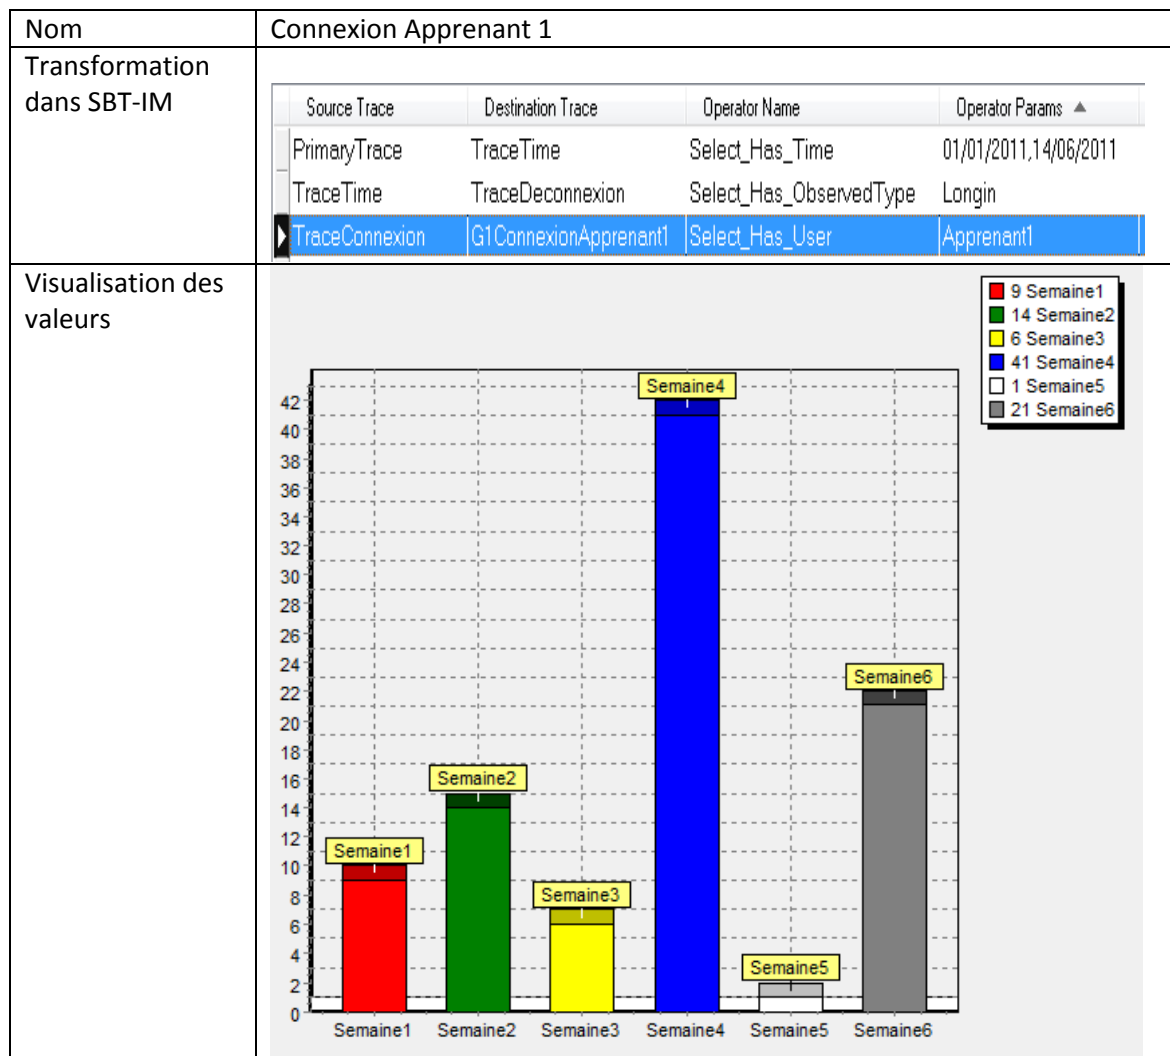 Nom Connexion Apprenant 1
Transformation
dans SBT-IM
Source Trace Destination Trace Operator Name Operator Params
PrimaryTrace TraceTime Select_Has_Time 01/01/2011,14/06/2011
TraceTime TraceDeconnexion Select_Has_ObservedType Longin
TraceConnexion G1ConnexionApprenant1 Select_Has_User Apprenant1
Visualisation des
valeurs
9 Semaine1
14 Semaine2
6 Semaine3
41 Semaine4
1 Semaine5
21 Semaine6
Semaine4
42
40
38
36
34
32
30
28
26
24
Semaine6
22
20
18
Semaine2
16
14
12
Semaine1
10
Semaine3
8
6
4
Semaine5
2
0
Semaine1 Semaine2 Semaine3 Semaine4 Semaine5 Semaine6